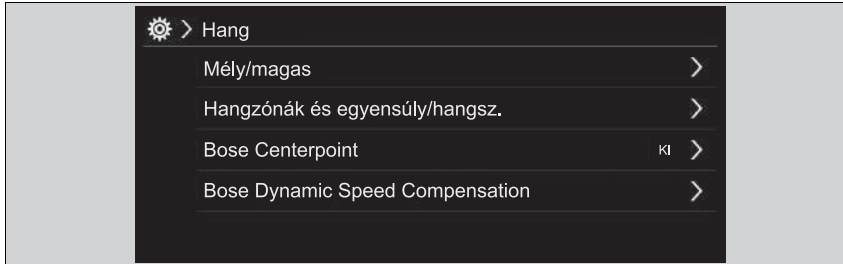 Hang
Mély/magas
Hangzónák és egyensúly/hangsz.
Bose Centerpoint KI
Bose Dynamic Speed Compensation